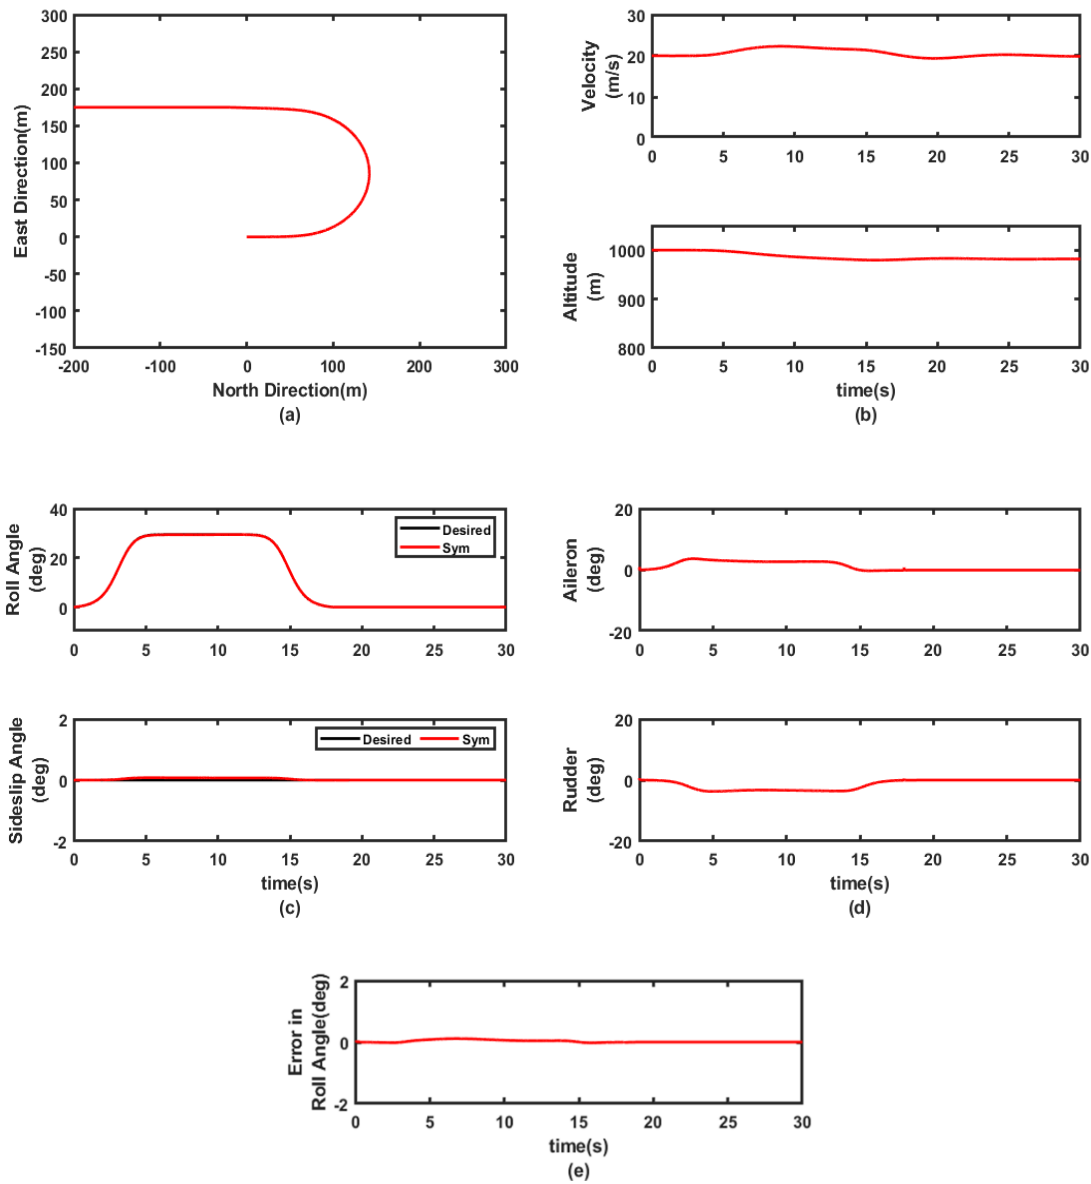 300
250
200
150
100
50
0
-50
-100
-150
East Direction(m)
-200 -100 0 100 200 300
North Direction(m)
(a)
30
20
10
0
Velocity
(m/s)
0 5 10 15 20 25 30
1000
900
800
Altitude
(m)
0 5 10 15 20 25 30
time(s)
(b)
40
20
0
Roll Angle
(deg)
Desired
Sym
0 5 10 15 20 25 30
2
0
-2
Sideslip Angle
(deg)
Desired Sym
0 5 10 15 20 25 30
time(s)
(c)
20
0
-20
Aileron
(deg)
0 5 10 15 20 25 30
20
0
-20
Rudder
(deg)
0 5 10 15 20 25 30
time(s)
(d)
2
0
-2
Error in
Roll Angle(deg)
0 5 10 15 20 25 30
time(s)
(e)